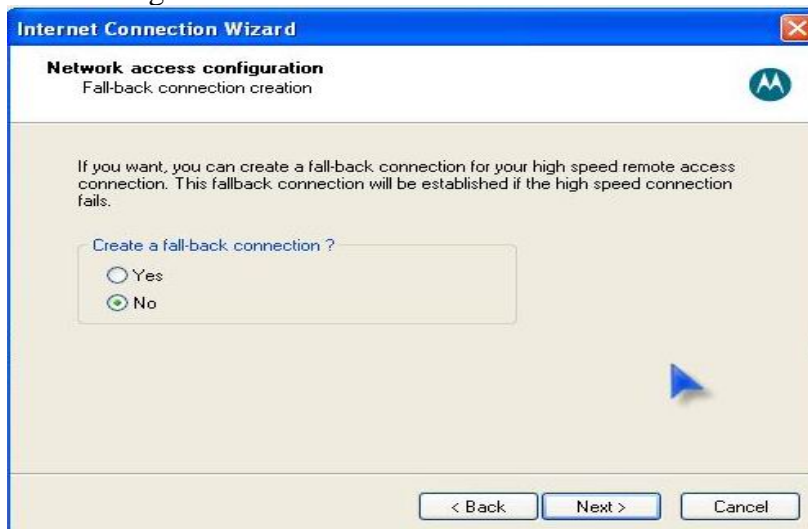 Internet Connection Wizard
Network access configuration
Fall-back connection creation
If you want, you can create a fall-back connection for your high speed remote access
connection. This fallback connection will be established if the high speed connection
fails.
Create a fall-back connection ?
Yes
No
< Back Next > Cancel